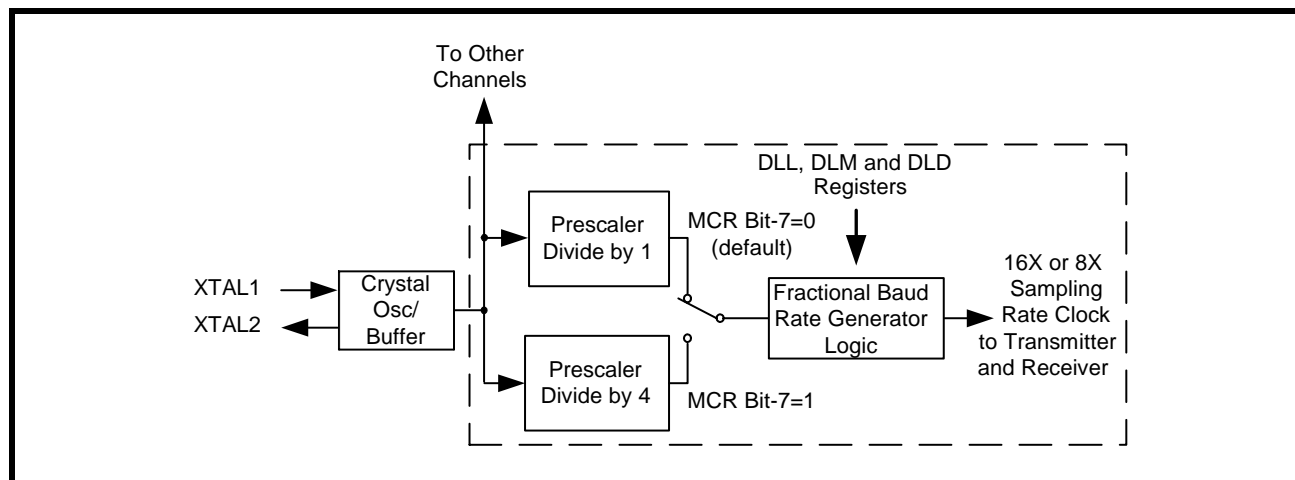 To Other
Channels
DLL, DLM and DLD
Registers
Prescaler
Divide by 1
MCR Bit-7=0
(default)
XTAL1
XTAL2
Crystal
Osc/
Buffer
Fractional Baud
Rate Generator
Logic
16X or 8X
Sampling
Rate Clock
to Transmitter
and Receiver
Prescaler
Divide by 4
MCR Bit-7=1